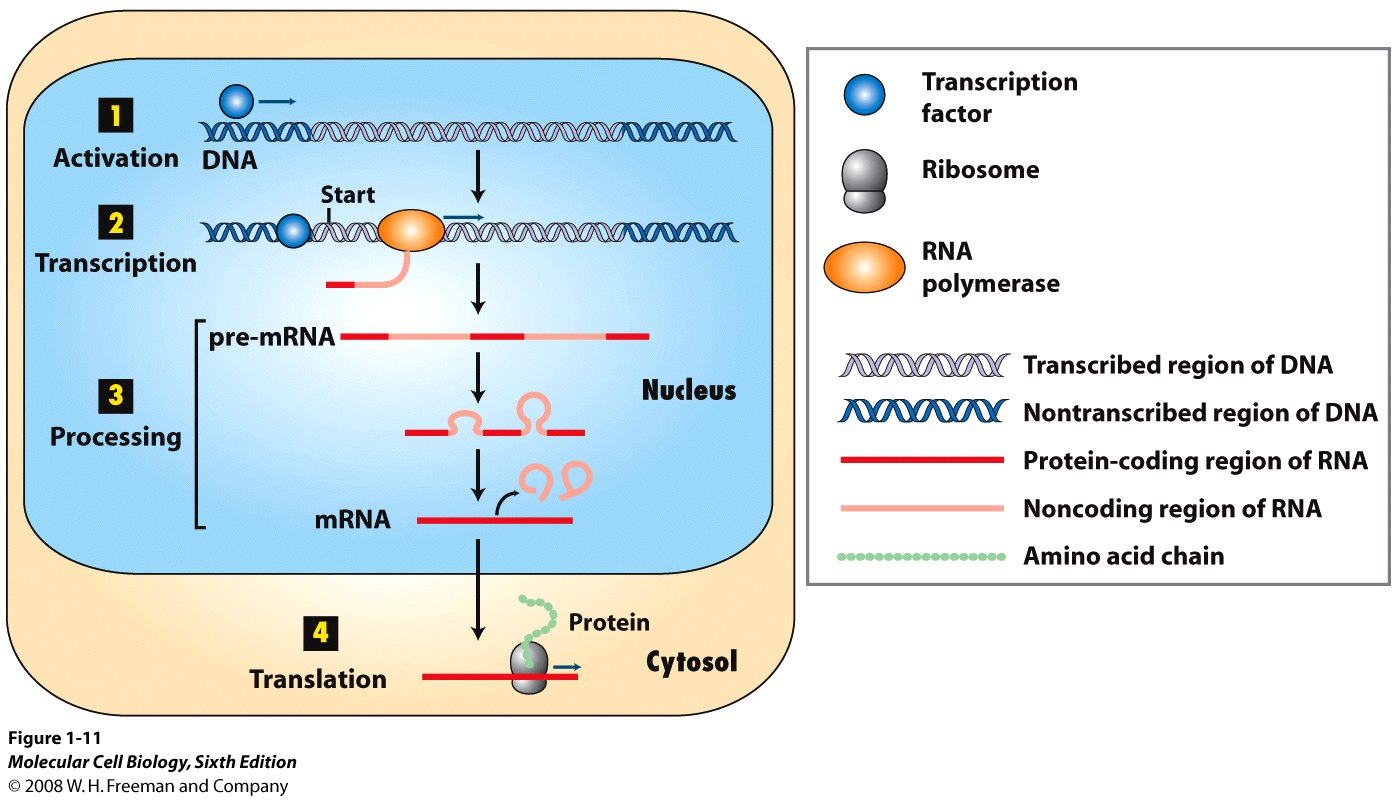 1
Activation
DNA
Start
2
Transcription
pre-mRNA
3
Processing
Nucleus
mRNA
4
Translation
Protein
Cytosol
Transcription
factor
Ribosome
RNA
polymerase
Transcribed region of DNA
Nontranscribed region of DNA
Protein-coding region of RNA
Noncoding region of RNA
Amino acid chain
Figure 1-11
Molecular Cell Biology, Sixth Edition
© 2008 W. H. Freeman and Company